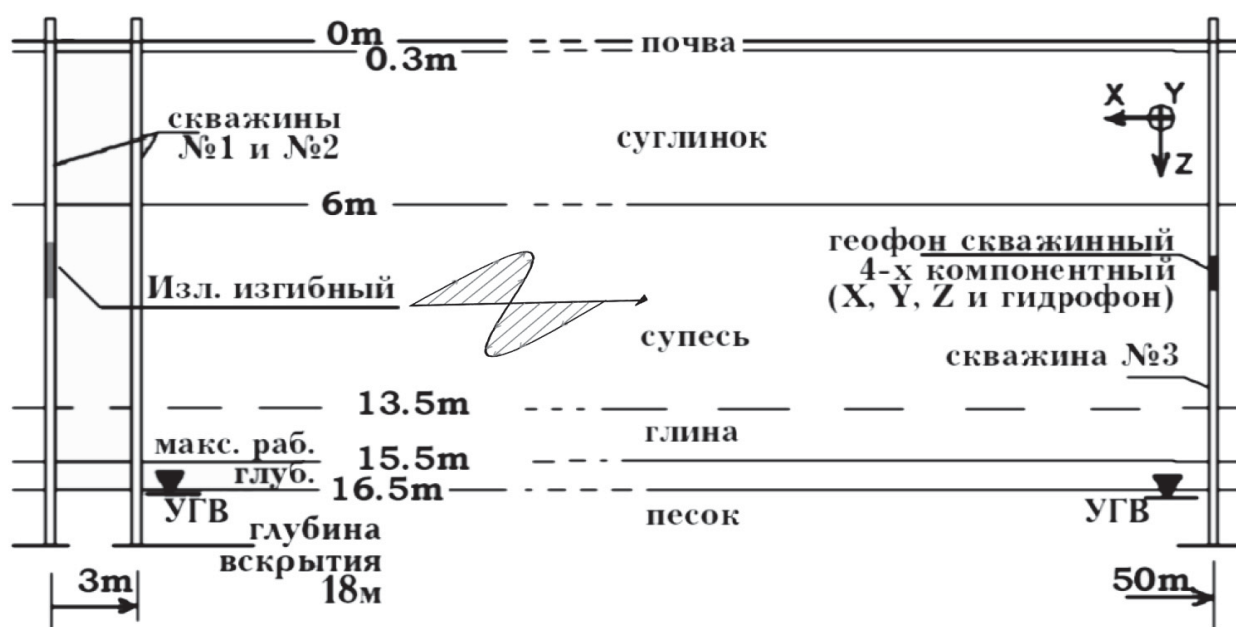 0m
почва
0.3m
скважины
№1 и №2
суглинок
X Y
Z
6m
геофон скважинный
4-х компонентный
(X, Y, Z и гидрофон)
Изл. изгибный
супесь
скважина №3
13.5m
глина
макс. раб.
глуб.
15.5m
16.5m
УГВ
песок
УГВ
глубина
вскрытия
18м
3m
50m